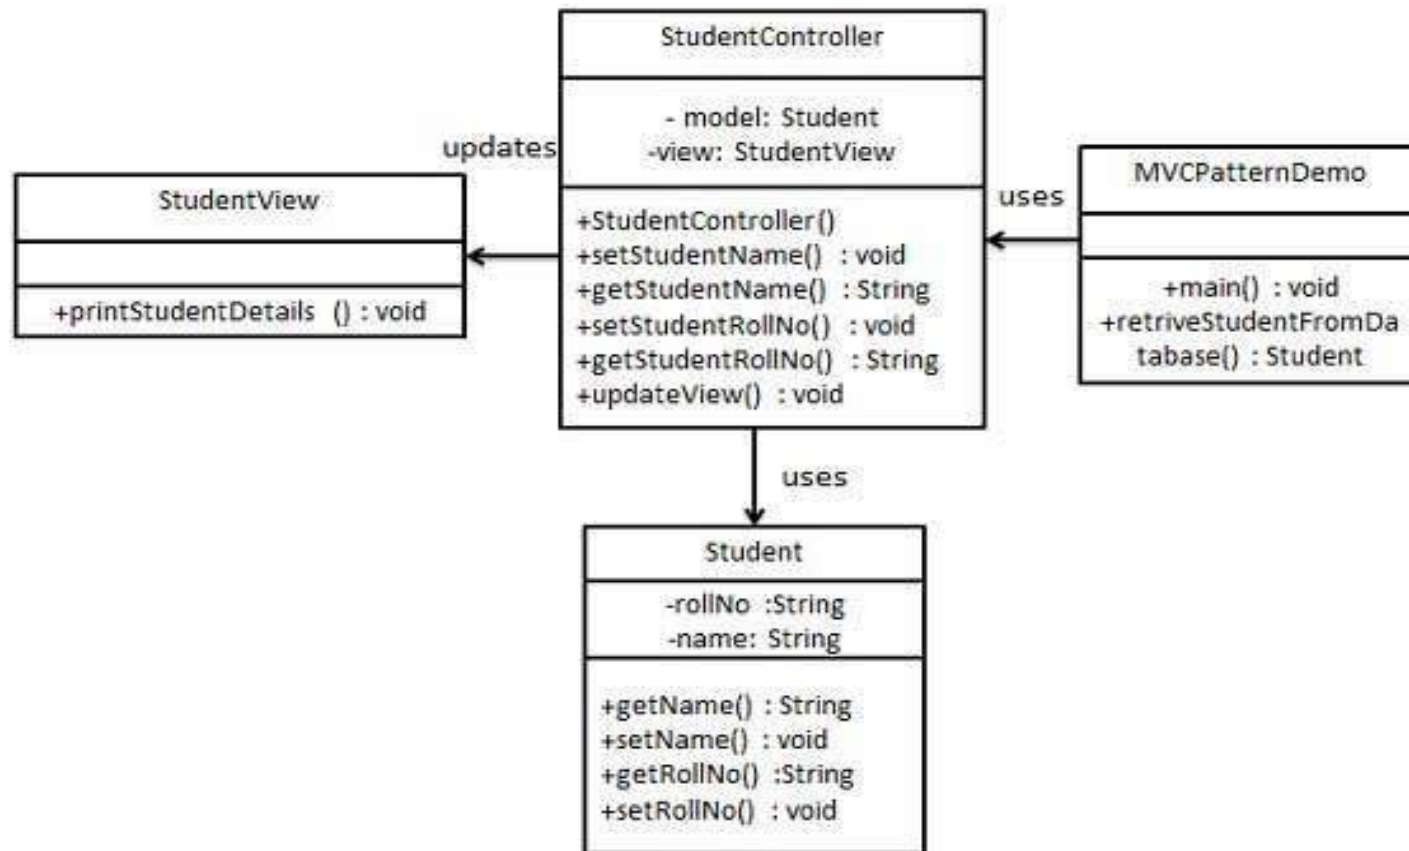 StudentController
- model: Student
-view: StudentView
+StudentController()
+setStudentName() : void
+getStudentName() : String
+setStudentRollNo() : void
+getStudentRollNo() : String
+updateView() : void
updates
StudentView
+printStudentDetails () : void
uses
MVCPatternDemo
+main() : void
+retriveStudentFromDa
tabase() : Student
uses
Student
-rollNo :String
-name: String
+getName() : String
+setName() : void
+getRollNo() :String
+setRollNo() : void